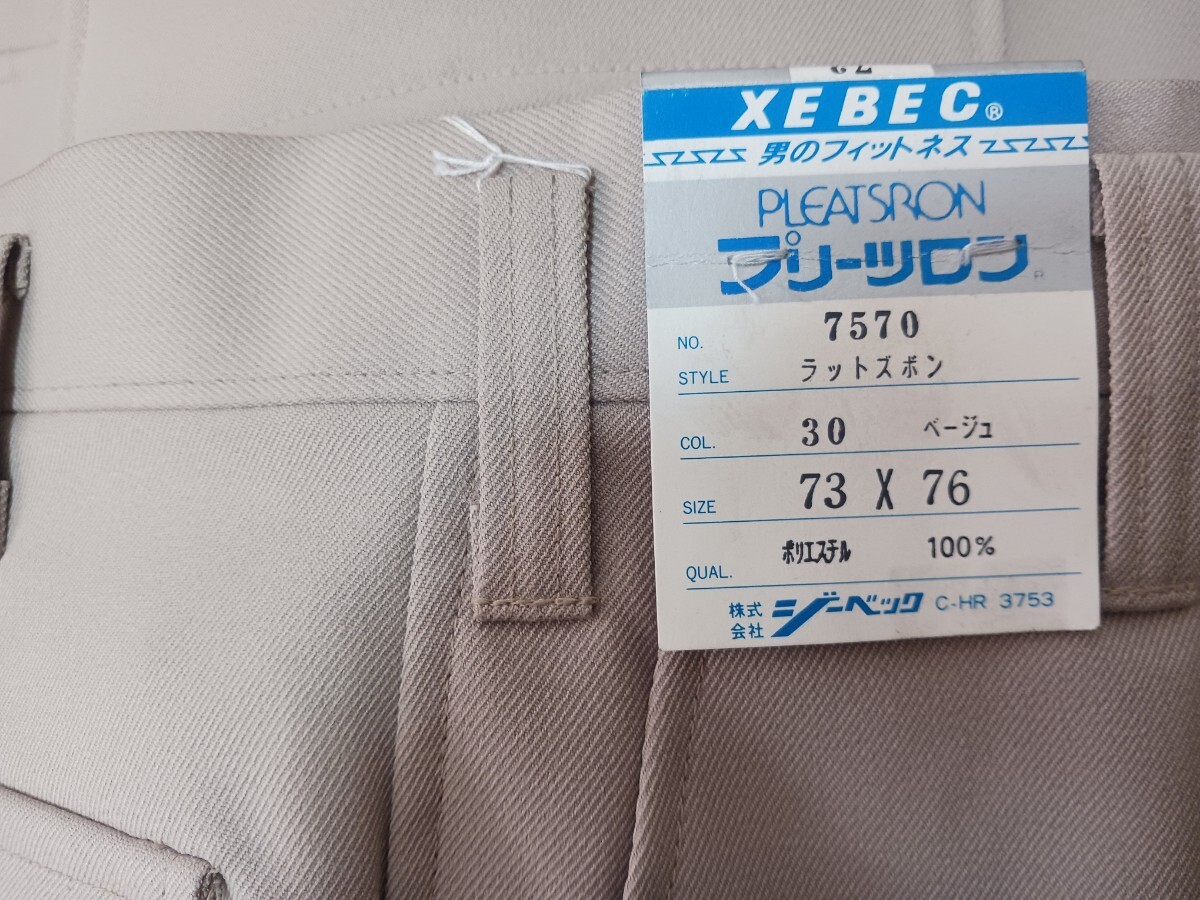 XEBEC®
男のフィットネス
PLEATSRON
プリーツロン®
NO. 7570
STYLE ラットズボン
COL. 30 ベージュ
SIZE 73 X 76
QUAL. ポリエステル 100%
株式会社 ジーベック C-HR 3753